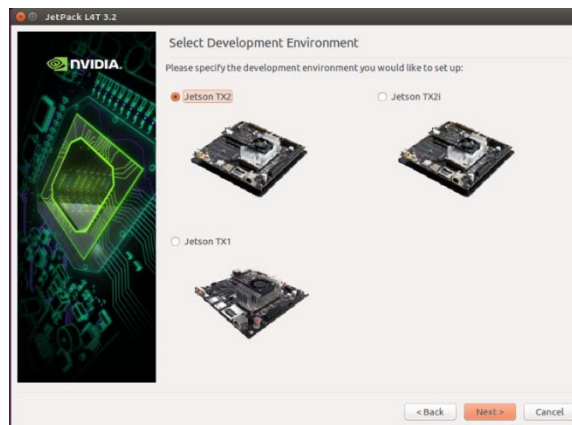 JetPack L4T 3.2
NVIDIA.
Select Development Environment
Please specify the development environment you would like to set up:
Jetson TX2
Jetson TX2i
Jetson TX1
< Back
Next >
Cancel